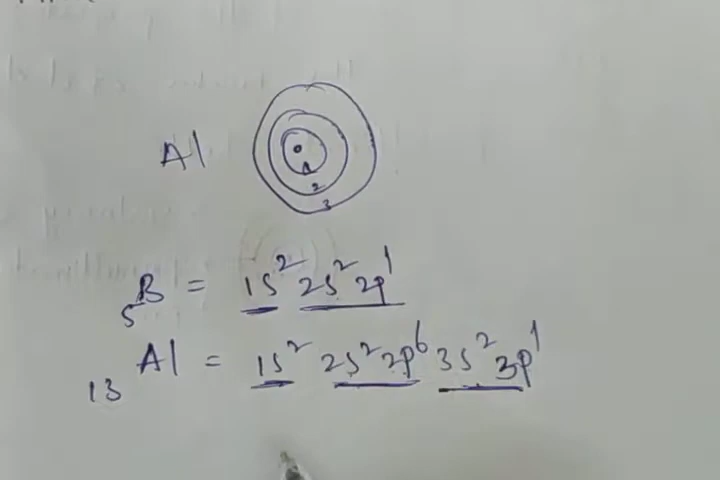 Al
1
2
3
₅B = 1s² 2s² 2p¹
₁₃Al = 1s² 2s² 2p⁶ 3s² 3p¹